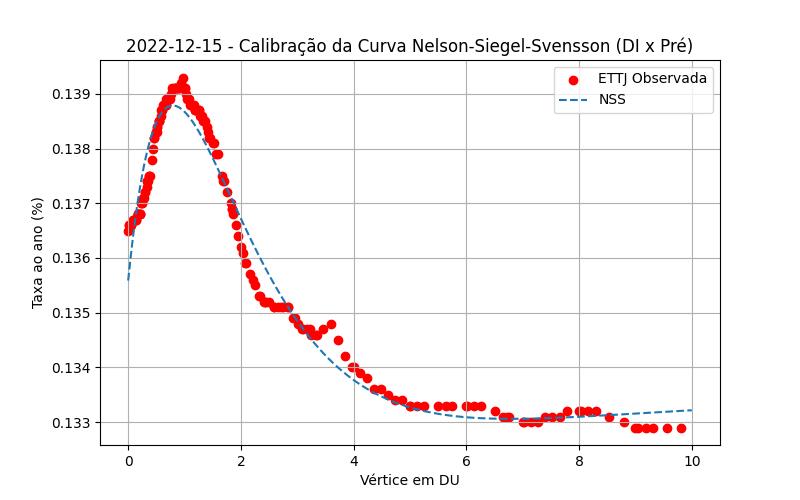 2022-12-15 - Calibração da Curva Nelson-Siegel-Svensson (DI x Pré)
ETTJ Observada
NSS
Taxa ao ano (%)
0.139
0.138
0.137
0.136
0.135
0.134
0.133
0
2
4
6
8
10
Vértice em DU